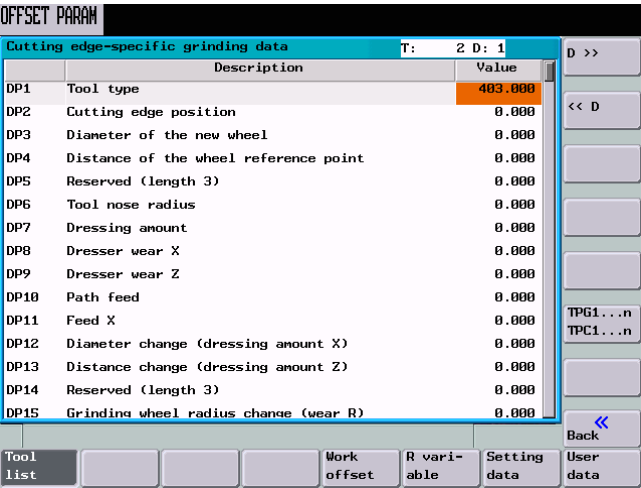 OFFSET PARAM
Cutting edge-specific grinding data T: 2 D: 1
Description Value
DP1 Tool type 403.000
DP2 Cutting edge position 0.000
DP3 Diameter of the new wheel 0.000
DP4 Distance of the wheel reference point 0.000
DP5 Reserved (length 3) 0.000
DP6 Tool nose radius 0.000
DP7 Dressing amount 0.000
DP8 Dresser wear X 0.000
DP9 Dresser wear Z 0.000
DP10 Path feed 0.000
DP11 Feed X 0.000
DP12 Diameter change (dressing amount X) 0.000
DP13 Distance change (dressing amount Z) 0.000
DP14 Reserved (length 3) 0.000
DP15 Grinding wheel radius change (wear R) 0.000
D >>
<< D
TPG1...n
TPC1...n
«
Back
Tool
list
Work
offset
R vari-
able
Setting
data
User
data